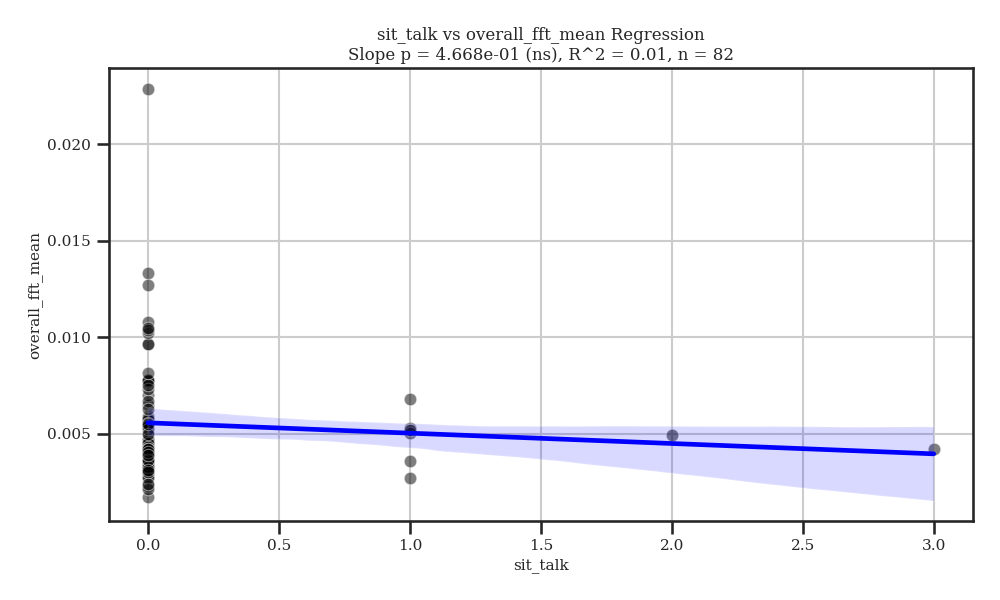 sit_talk vs overall_fft_mean Regression
Slope p = 4.668e-01 (ns), R^2 = 0.01, n = 82
overall_fft_mean
0.020
0.015
0.010
0.005
0.0
0.5
1.0
1.5
2.0
2.5
3.0
sit_talk